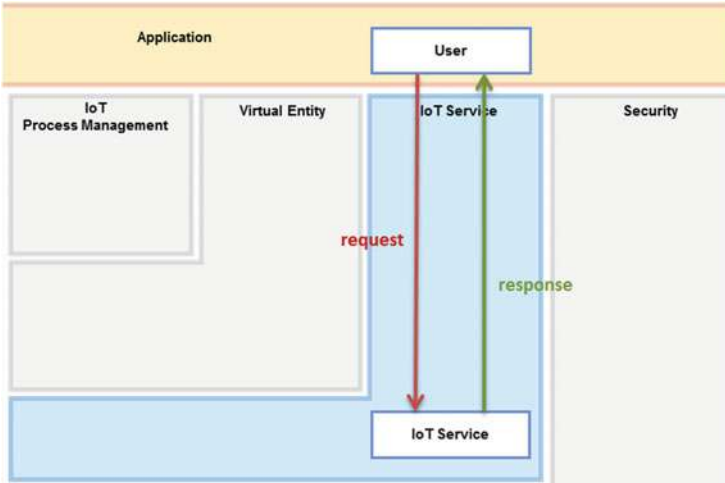 Application
User
IoT
Process Management
Virtual Entity
IoT Service
Security
request
response
IoT Service